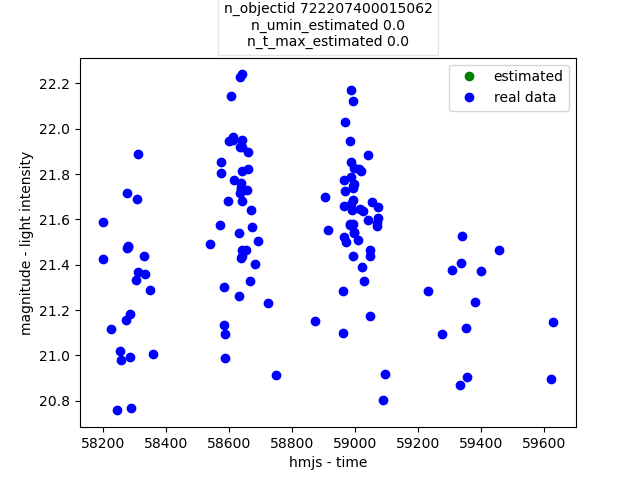 n_objectid 722207400015062
n_umin_estimated 0.0
n_t_max_estimated 0.0
estimated
real data
22.2
22.0
21.8
21.6
21.4
21.2
21.0
20.8
magnitude - light intensity
58200 58400 58600 58800 59000 59200 59400 59600
hmjs - time